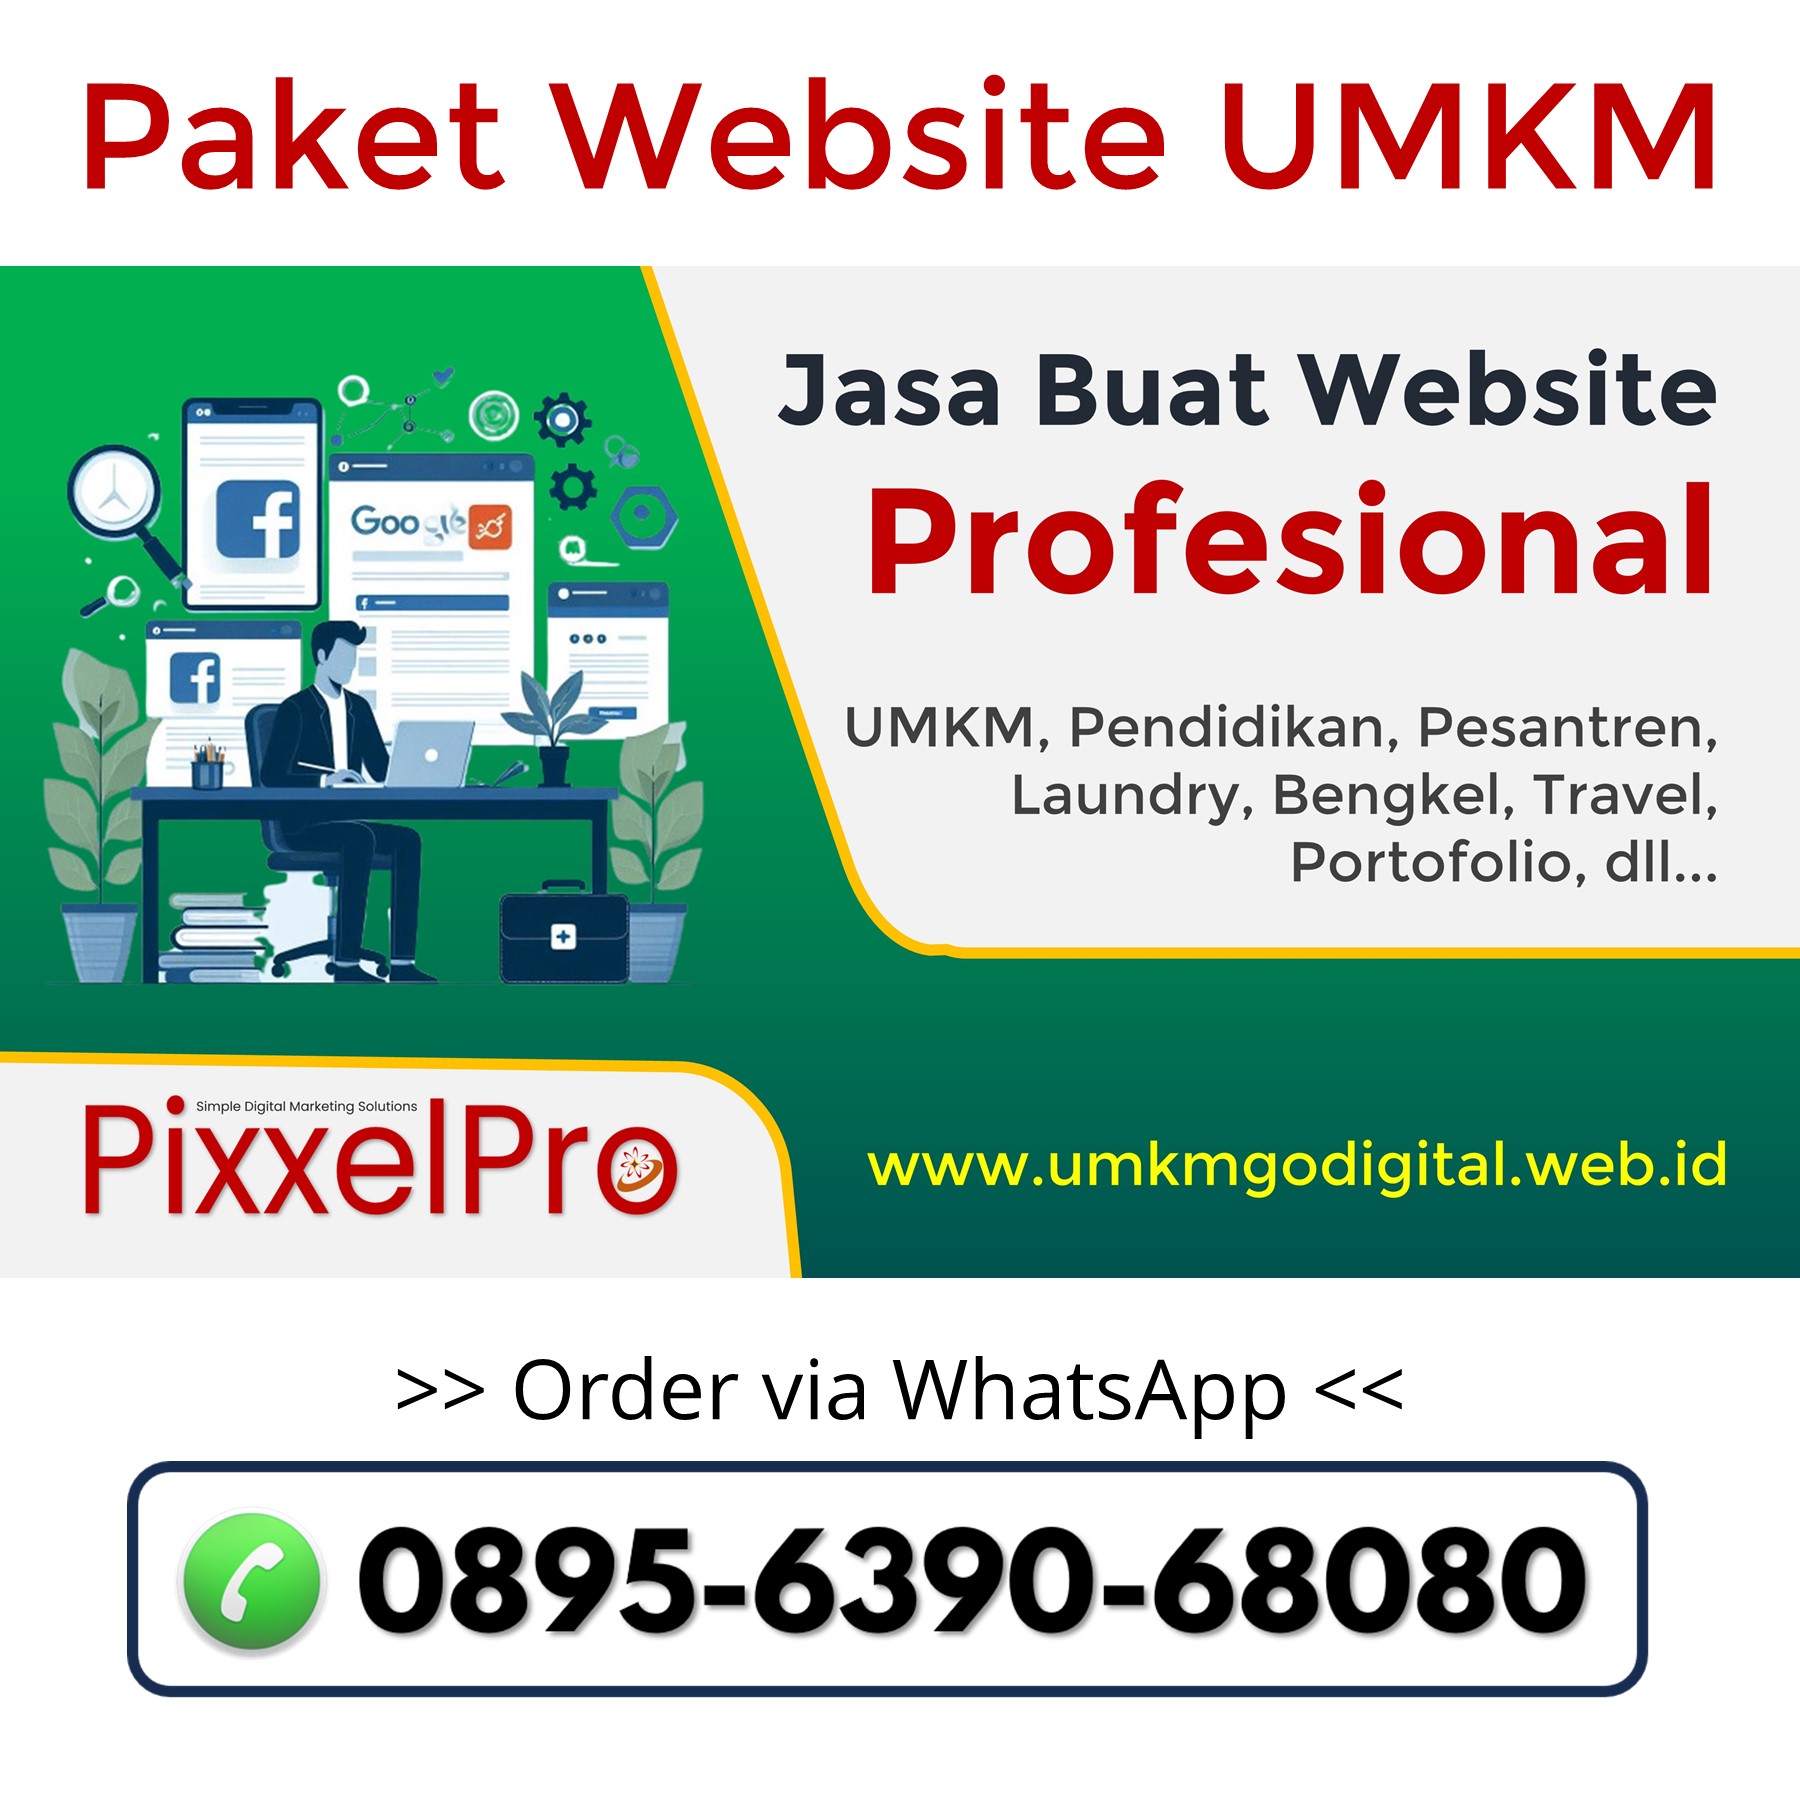 Paket Website UMKM
Jasa Buat Website
Profesional
Google
UMKM, Pendidikan, Pesantren,
Laundry, Bengkel, Travel,
Portofolio, dll...
Simple Digital Marketing Solutions
PixxelPro
www.umkmgodigital.web.id
>> Order via WhatsApp <<
0895-6390-68080